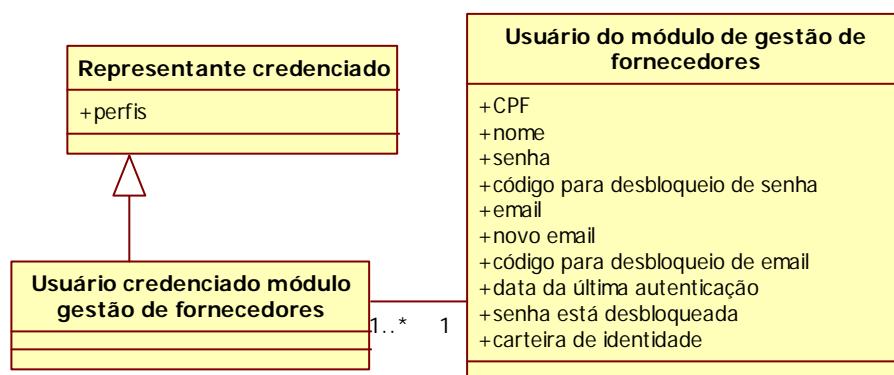 Representante credenciado
+perfis
Usuário credenciado módulo
gestão de fornecedores
1..*
1
Usuário do módulo de gestão de
fornecedores
+CPF
+nome
+senha
+código para desbloqueio de senha
+email
+novo email
+código para desbloqueio de email
+data da última autenticação
+senha está desbloqueada
+carteira de identidade